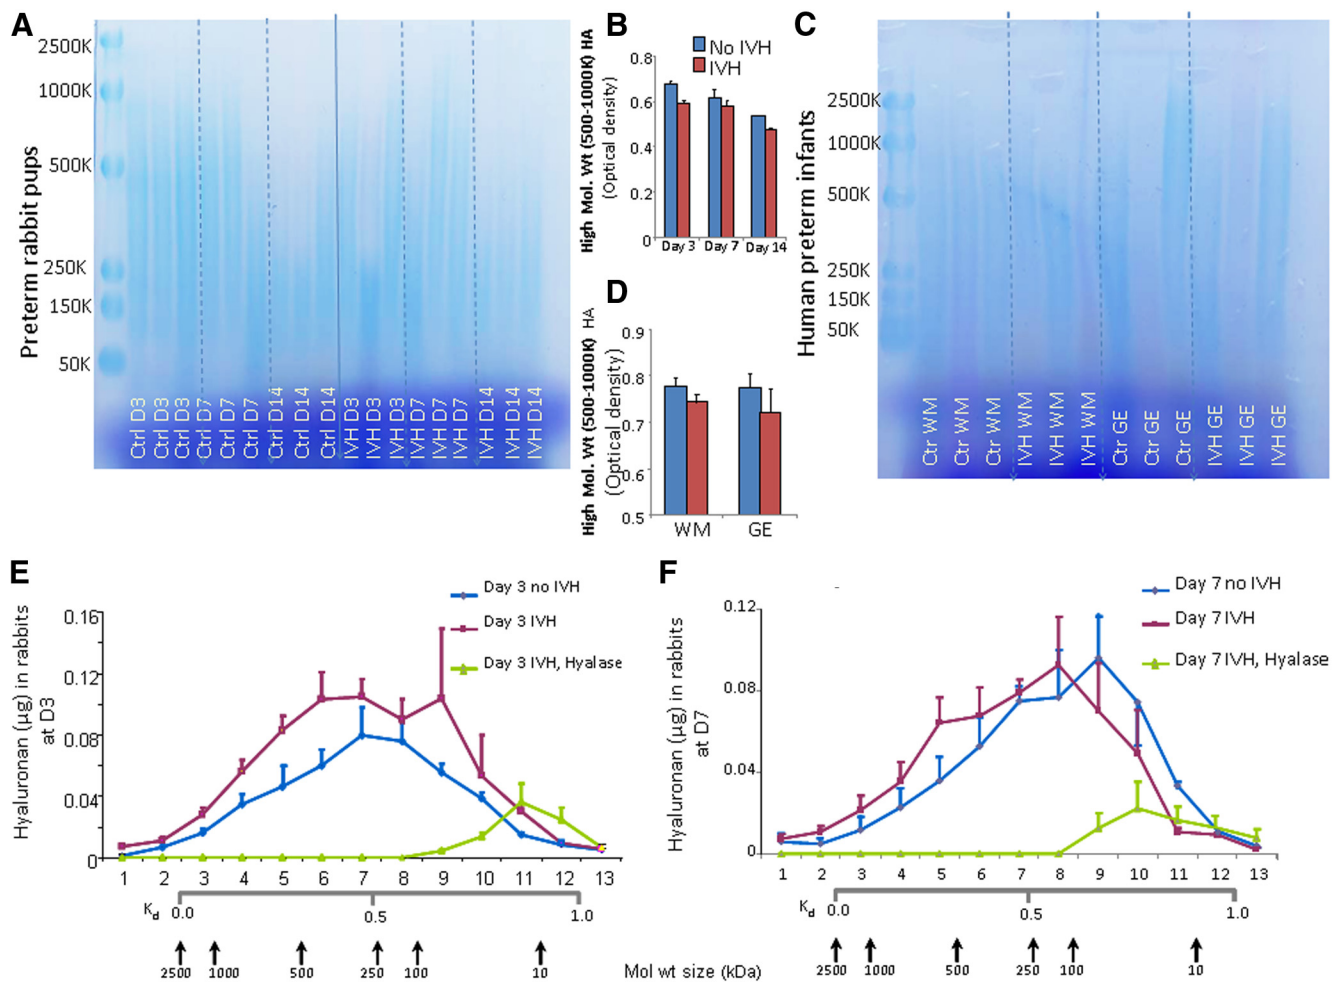 A
Preterm rabbit pups
2500K
1000K
500K
250K
150K
50K
Ctrl D3
Ctrl D3
Ctrl D3
Ctrl D7
Ctrl D7
Ctrl D7
Ctrl D14
Ctrl D14
Ctrl D14
IVH D3
IVH D3
IVH D3
IVH D7
IVH D7
IVH D7
IVH D14
IVH D14
IVH D14
B
High Mol. Wt (500-1000K) HA
(Optical density)
No IVH
IVH
0.8
0.6
0.4
0.2
0
Day 3 Day 7 Day 14
C
Human preterm infants
2500K
1000K
500K
250K
150K
50K
Ctr WM
Ctr WM
Ctr WM
IVH WM
IVH WM
IVH WM
Ctr GE
Ctr GE
Ctr GE
IVH GE
IVH GE
IVH GE
D
High Mol. Wt (500-1000K) HA
(Optical density)
0.9
0.8
0.7
0.6
0.5
WM GE
E
Hyaluronan (µg) in rabbits
at D3
Day 3 no IVH
Day 3 IVH
Day 3 IVH, Hyalase
0.16
0.12
0.08
0.04
0
1 2 3 4 5 6 7 8 9 10 11 12 13
Kd 0.0 0.5 1.0
2500 1000 500 250 100 10
Mol wt size (kDa)
F
Hyaluronan (µg) in rabbits
at D7
Day 7 no IVH
Day 7 IVH
Day 7 IVH, Hyalase
0.12
0.08
0.04
0
1 2 3 4 5 6 7 8 9 10 11 12 13
Kd 0.0 0.5 1.0
2500 1000 500 250 100 10